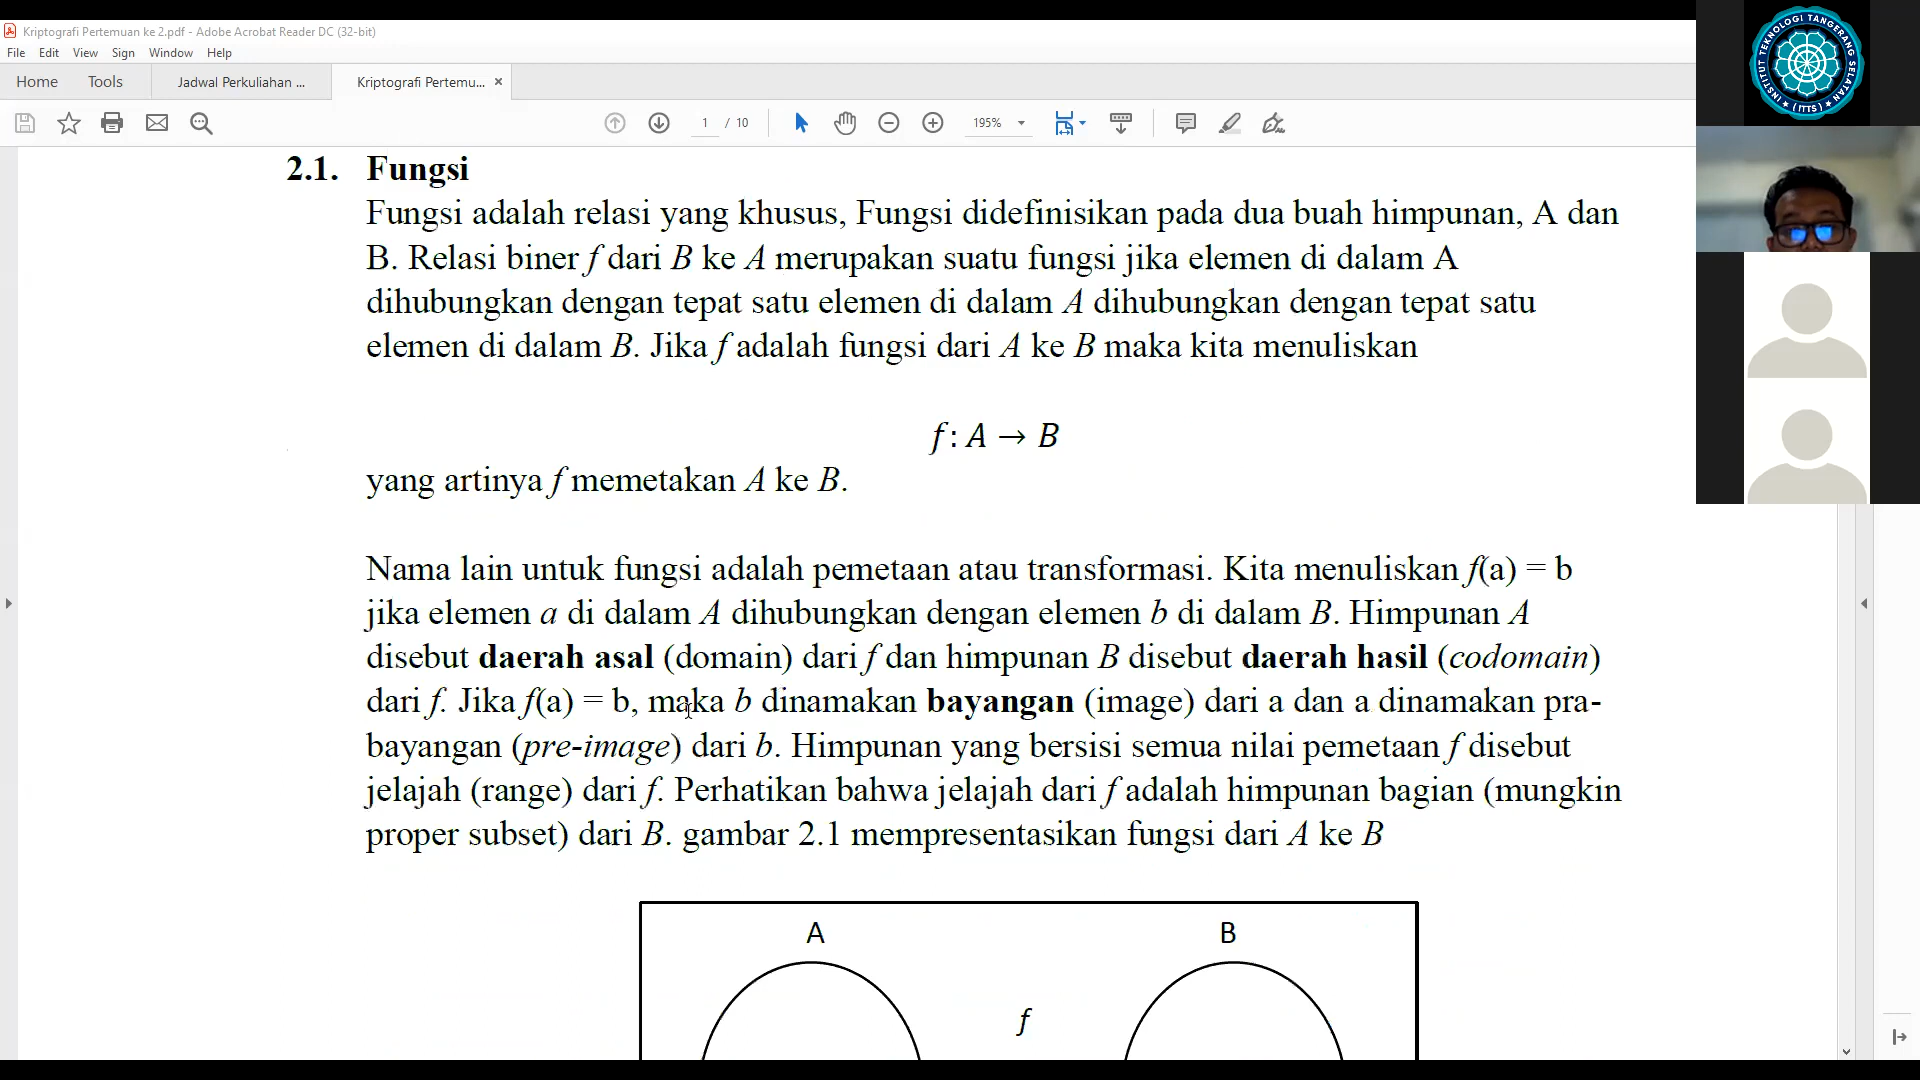 Kriptografi Pertemuan ke 2.pdf - Adobe Acrobat Reader DC (32-bit)
File Edit View Sign Window Help
Home Tools Jadwal Perkuliahan ... Kriptografi Pertemu... ×
1 / 10 195%
2.1. Fungsi
Fungsi adalah relasi yang khusus, Fungsi didefinisikan pada dua buah himpunan, A dan
B. Relasi biner f dari B ke A merupakan suatu fungsi jika elemen di dalam A
dihubungkan dengan tepat satu elemen di dalam A dihubungkan dengan tepat satu
elemen di dalam B. Jika f adalah fungsi dari A ke B maka kita menuliskan
f: A → B
yang artinya f memetakan A ke B.
Nama lain untuk fungsi adalah pemetaan atau transformasi. Kita menuliskan f(a) = b
jika elemen a di dalam A dihubungkan dengan elemen b di dalam B. Himpunan A
disebut daerah asal (domain) dari f dan himpunan B disebut daerah hasil (codomain)
dari f. Jika f(a) = b, maka b dinamakan bayangan (image) dari a dan a dinamakan pra-
bayangan (pre-image) dari b. Himpunan yang bersisi semua nilai pemetaan f disebut
jelajah (range) dari f. Perhatikan bahwa jelajah dari f adalah himpunan bagian (mungkin
proper subset) dari B. gambar 2.1 mempresentasikan fungsi dari A ke B
A B
f
INSTITUT TEKNOLOGI TANGERANG SELATAN
(ITTS)